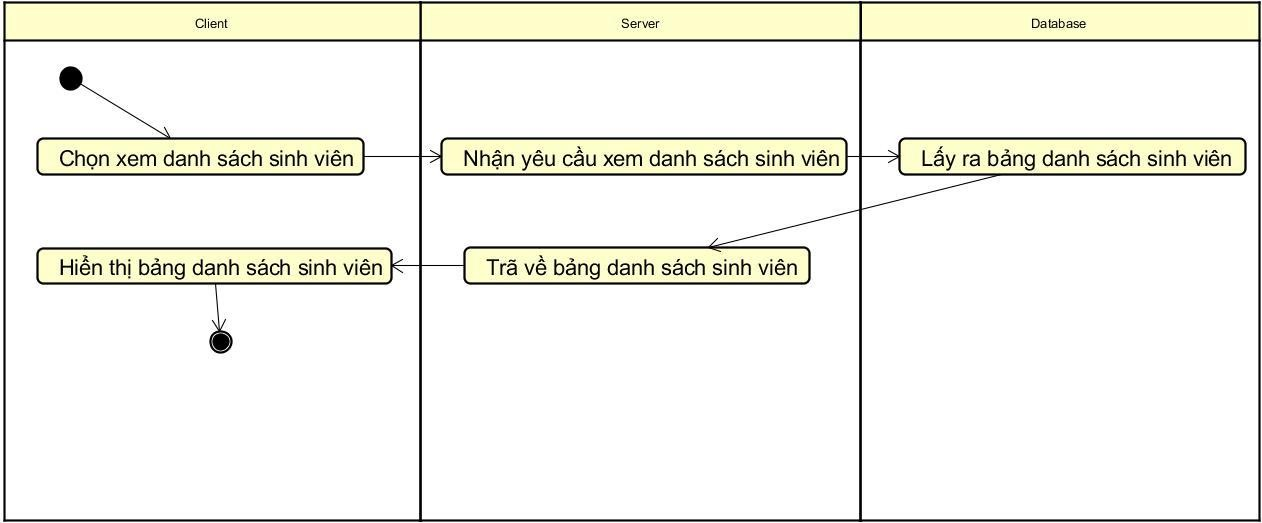 Client
Server
Database
Chọn xem danh sách sinh viên
Nhận yêu cầu xem danh sách sinh viên
Lấy ra bảng danh sách sinh viên
Hiển thị bảng danh sách sinh viên
Trã về bảng danh sách sinh viên